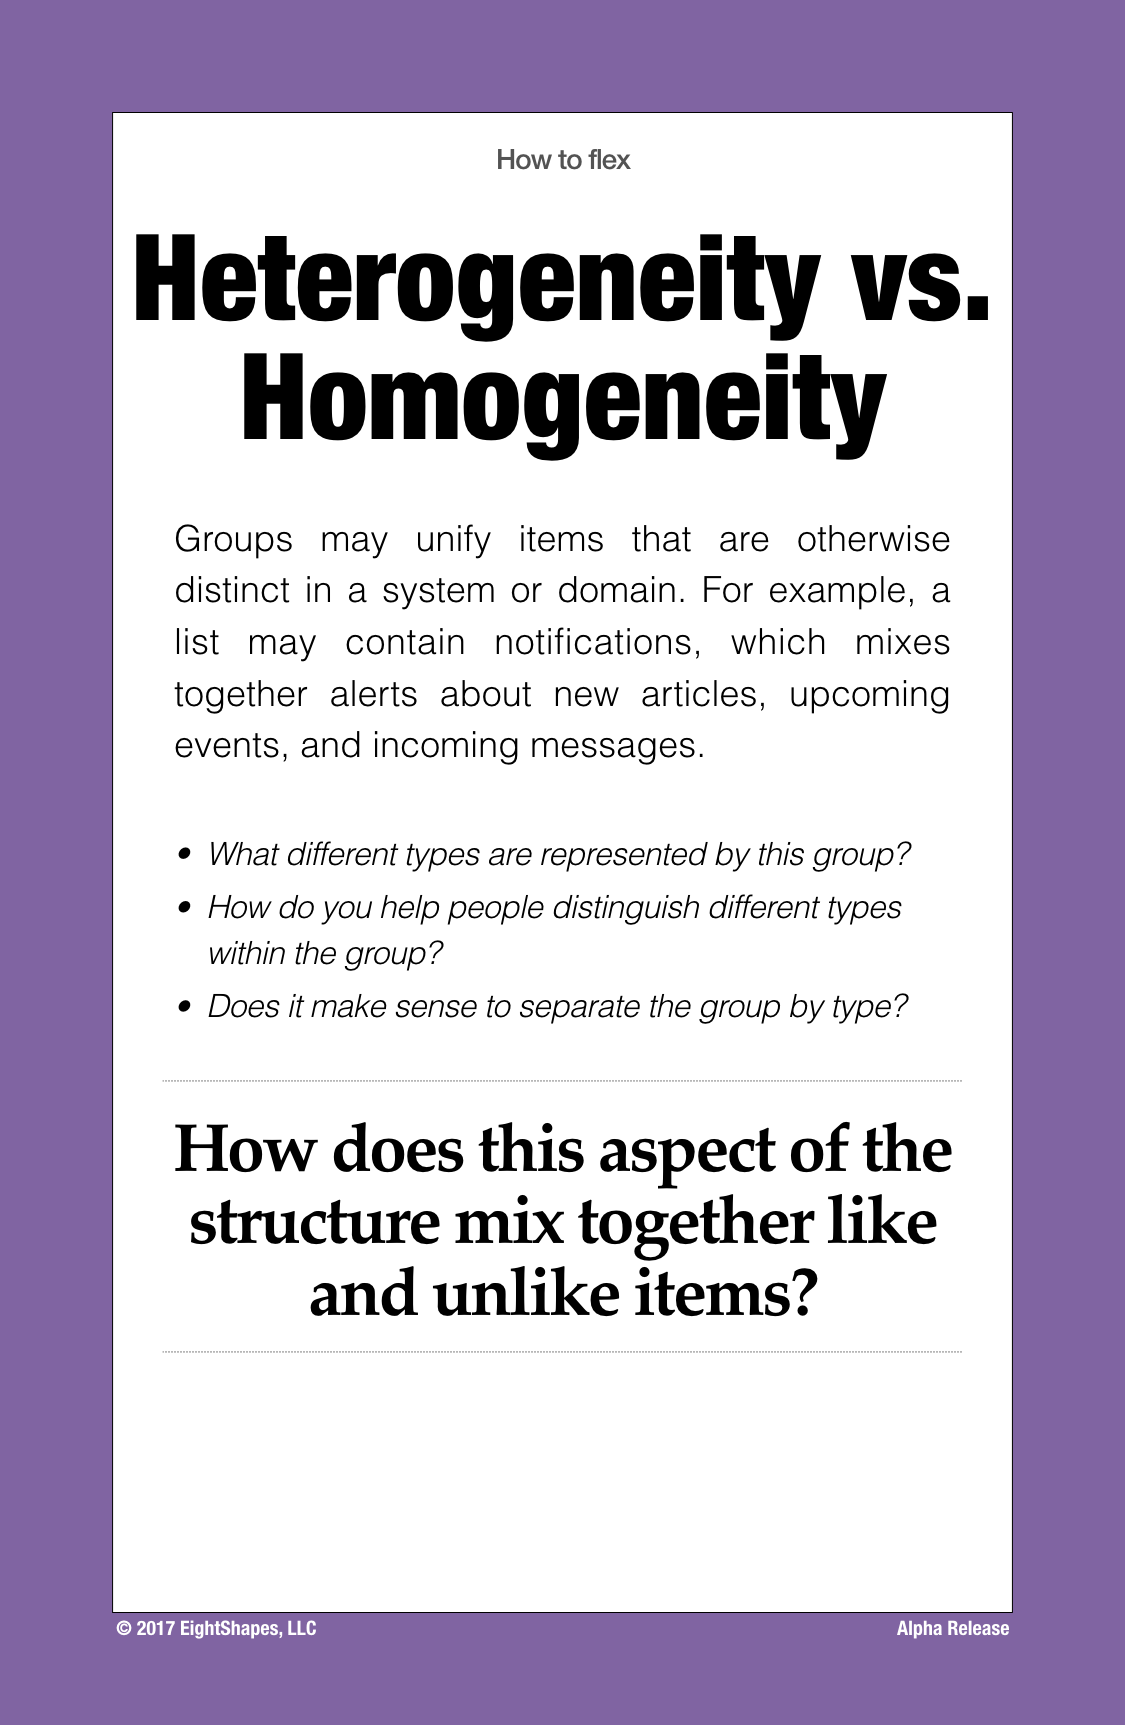 How to flex
Heterogeneity vs.
Homogeneity
Groups may unify items that are otherwise
distinct in a system or domain. For example, a
list may contain notifications, which mixes
together alerts about new articles, upcoming
events, and incoming messages.
• What different types are represented by this group?
• How do you help people distinguish different types
within the group?
• Does it make sense to separate the group by type?
How does this aspect of the
structure mix together like
and unlike items?
© 2017 EightShapes, LLC
Alpha Release